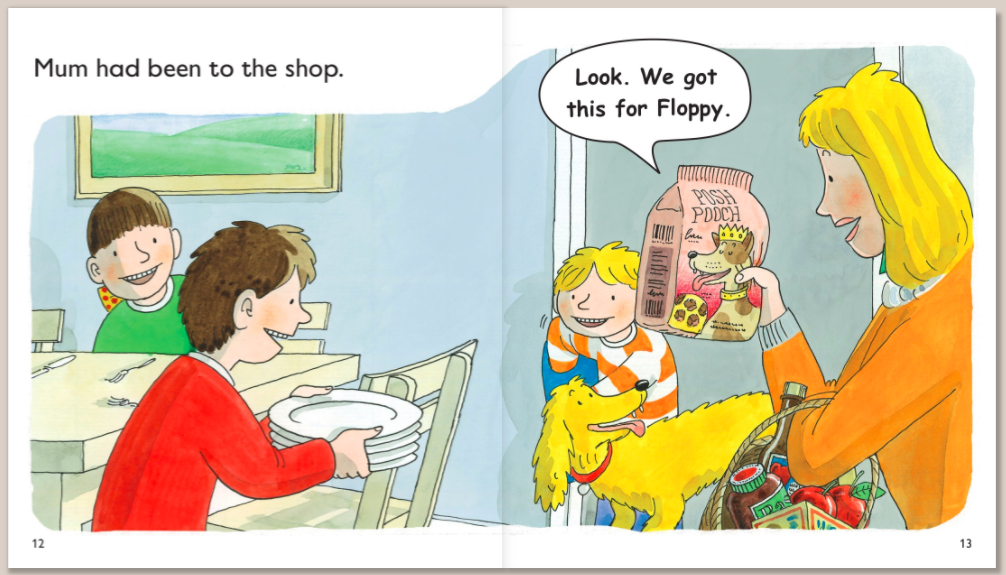 Mum had been to the shop.
Look. We got
this for Floppy.
POSH
POOCH
12
13